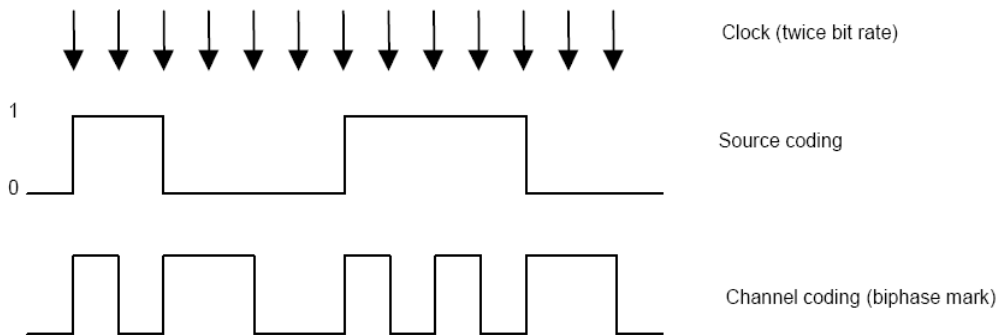 Clock (twice bit rate)
1
Source coding
0
Channel coding (biphase mark)